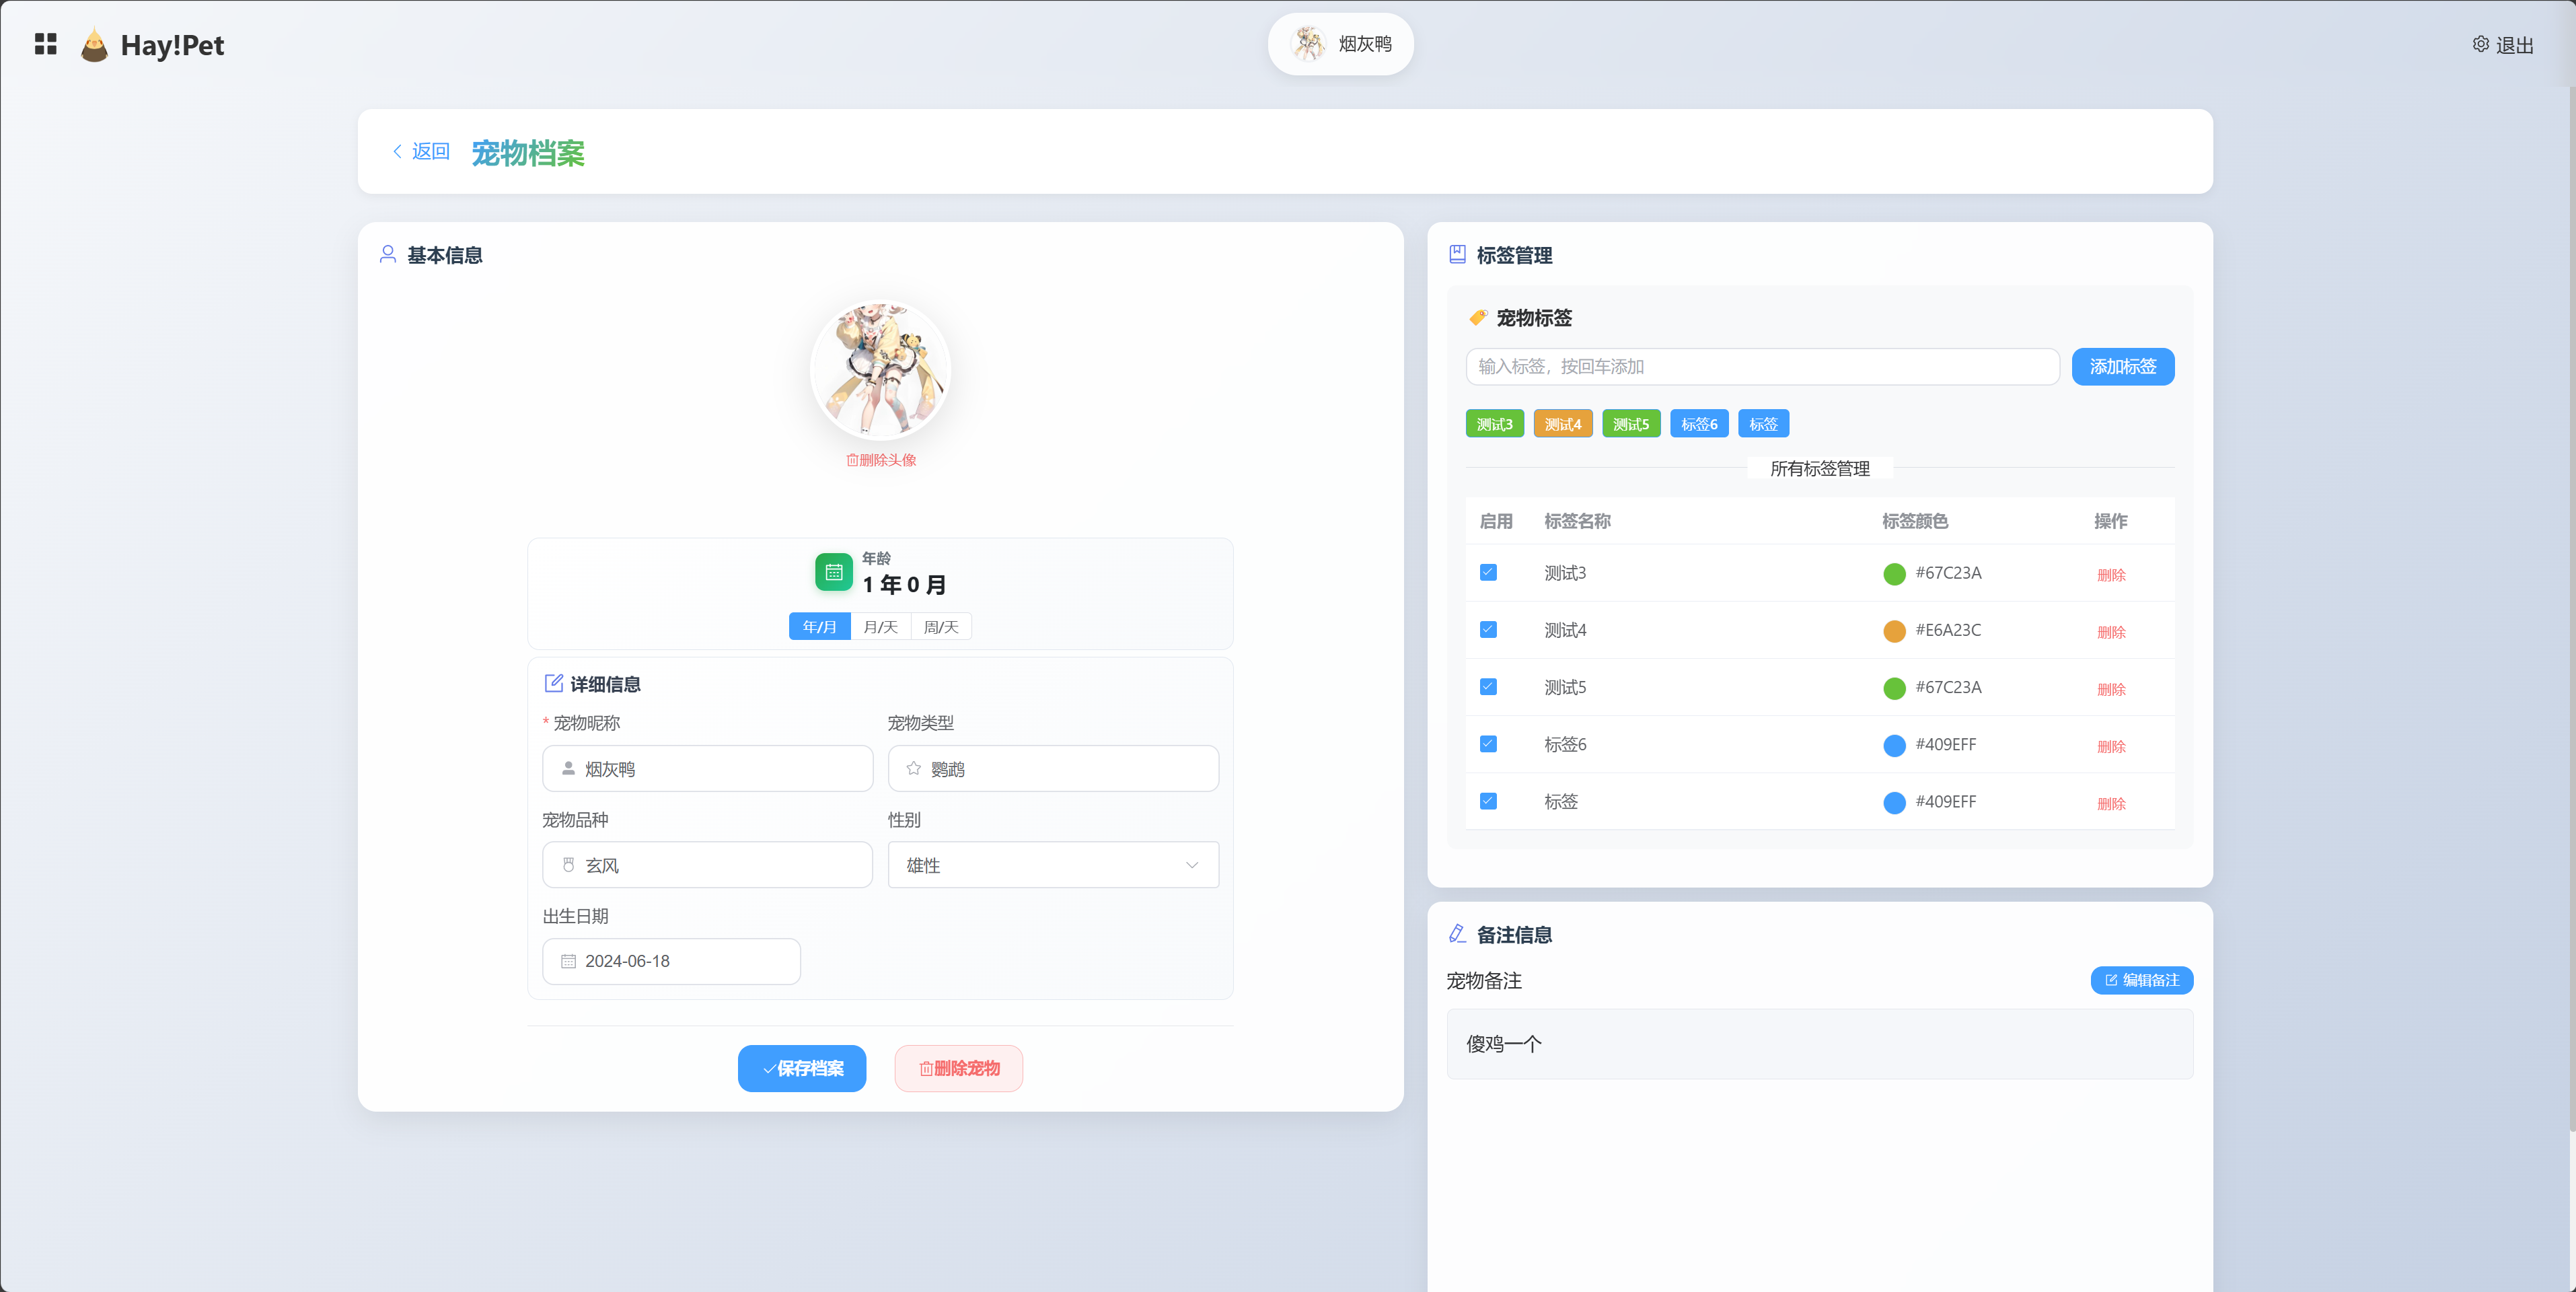 Hay!Pet
烟灰鸭
退出
返回 宠物档案
基本信息
删除头像
年龄
1 年 0 月
年/月 月/天 周/天
详细信息
* 宠物昵称 宠物类型
烟灰鸭 鹦鹉
宠物品种 性别
玄风 雄性
出生日期
2024-06-18
保存档案 删除宠物
标签管理
宠物标签
输入标签，按回车添加 添加标签
测试3 测试4 测试5 标签6 标签
所有标签管理
启用 标签名称 标签颜色 操作
测试3 #67C23A 删除
测试4 #E6A23C 删除
测试5 #67C23A 删除
标签6 #409EFF 删除
标签 #409EFF 删除
备注信息
宠物备注 编辑备注
傻鸡一个